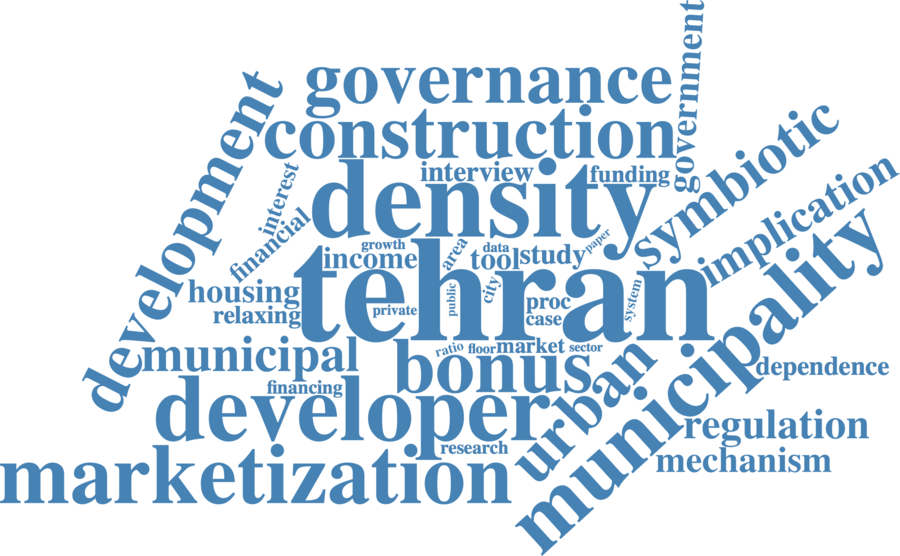 government
governance
development
construction
symbiotic
interview
funding
density
interest
implication
financial
municipality
growth
area
data
paper
income
tool
study
tehran
housing
city
public
system
private
proc
relaxing
case
municipal
ratio
floor
market
sector
bonus
urban
dependence
financing
developer
regulation
research
mechanism
marketization